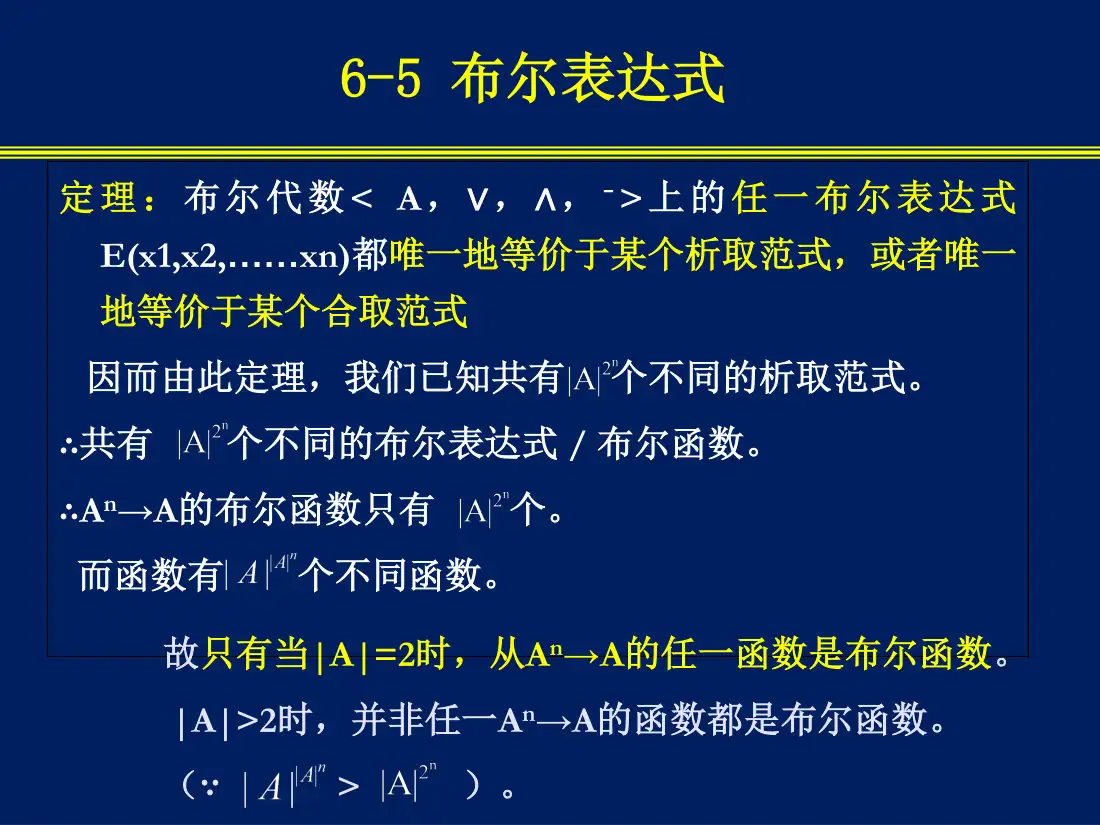 6-5 布尔表达式
定理：布尔代数< A，∨，∧，⁻>上的任一布尔表达式
E(x1,x2,……xn)都唯一地等价于某个析取范式，或者唯一
地等价于某个合取范式
因而由此定理，我们已知共有|A|^{2^n}个不同的析取范式。
∴共有 |A|^{2^n}个不同的布尔表达式 / 布尔函数。
∴Aⁿ→A的布尔函数只有 |A|^{2^n}个。
而函数有|A|^{|A|^n}个不同函数。
故只有当|A|=2时，从Aⁿ→A的任一函数是布尔函数。
|A|>2时，并非任一Aⁿ→A的函数都是布尔函数。
（∵ |A|^{|A|^n} > |A|^{2^n} ）。